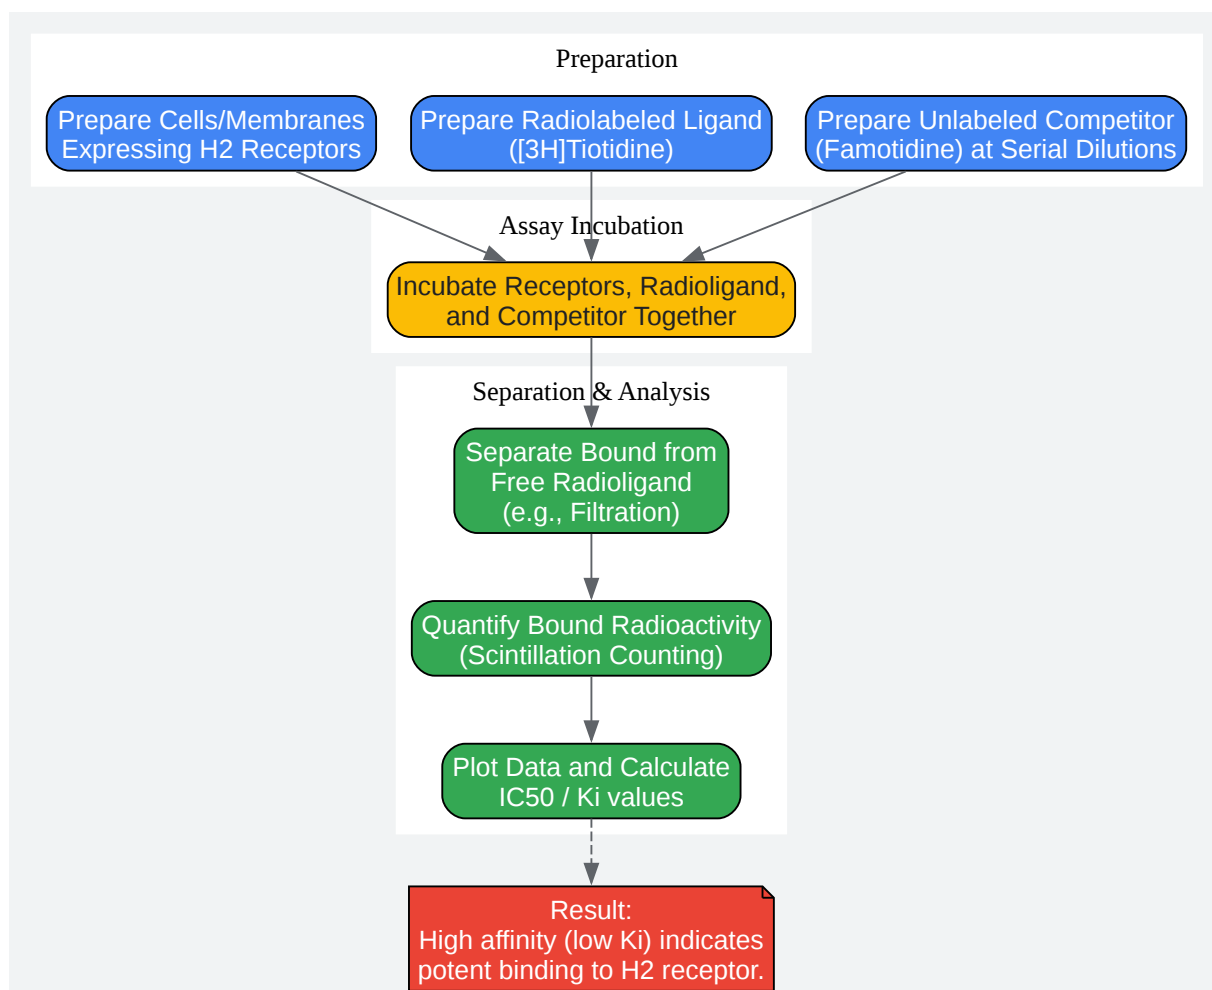 Preparation
Prepare Cells/Membranes
Expressing H2 Receptors
Prepare Radiolabeled Ligand
([3H]Tiotidine)
Prepare Unlabeled Competitor
(Famotidine) at Serial Dilutions
Assay Incubation
Incubate Receptors, Radioligand,
and Competitor Together
Separation & Analysis
Separate Bound from
Free Radioligand
(e.g., Filtration)
Quantify Bound Radioactivity
(Scintillation Counting)
Plot Data and Calculate
IC50 / Ki values
Result:
High affinity (low Ki) indicates
potent binding to H2 receptor.